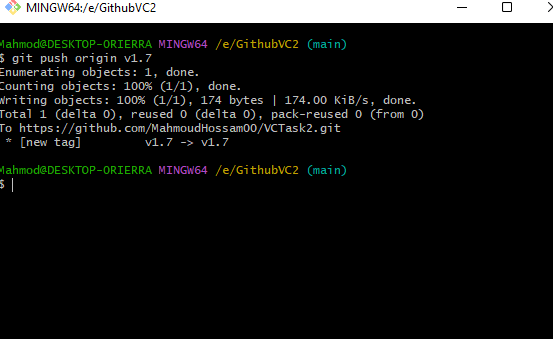 MINGW64:/e/GithubVC2
Mahmod@DESKTOP-ORIERRA MINGW64 /e/GithubVC2 (main)
$ git push origin v1.7
Enumerating objects: 1, done.
Counting objects: 100% (1/1), done.
Writing objects: 100% (1/1), 174 bytes | 174.00 KiB/s, done.
Total 1 (delta 0), reused 0 (delta 0), pack-reused 0 (from 0)
To https://github.com/MahmoudHossam00/VCTask2.git
 * [new tag]         v1.7 -> v1.7
Mahmod@DESKTOP-ORIERRA MINGW64 /e/GithubVC2 (main)
$